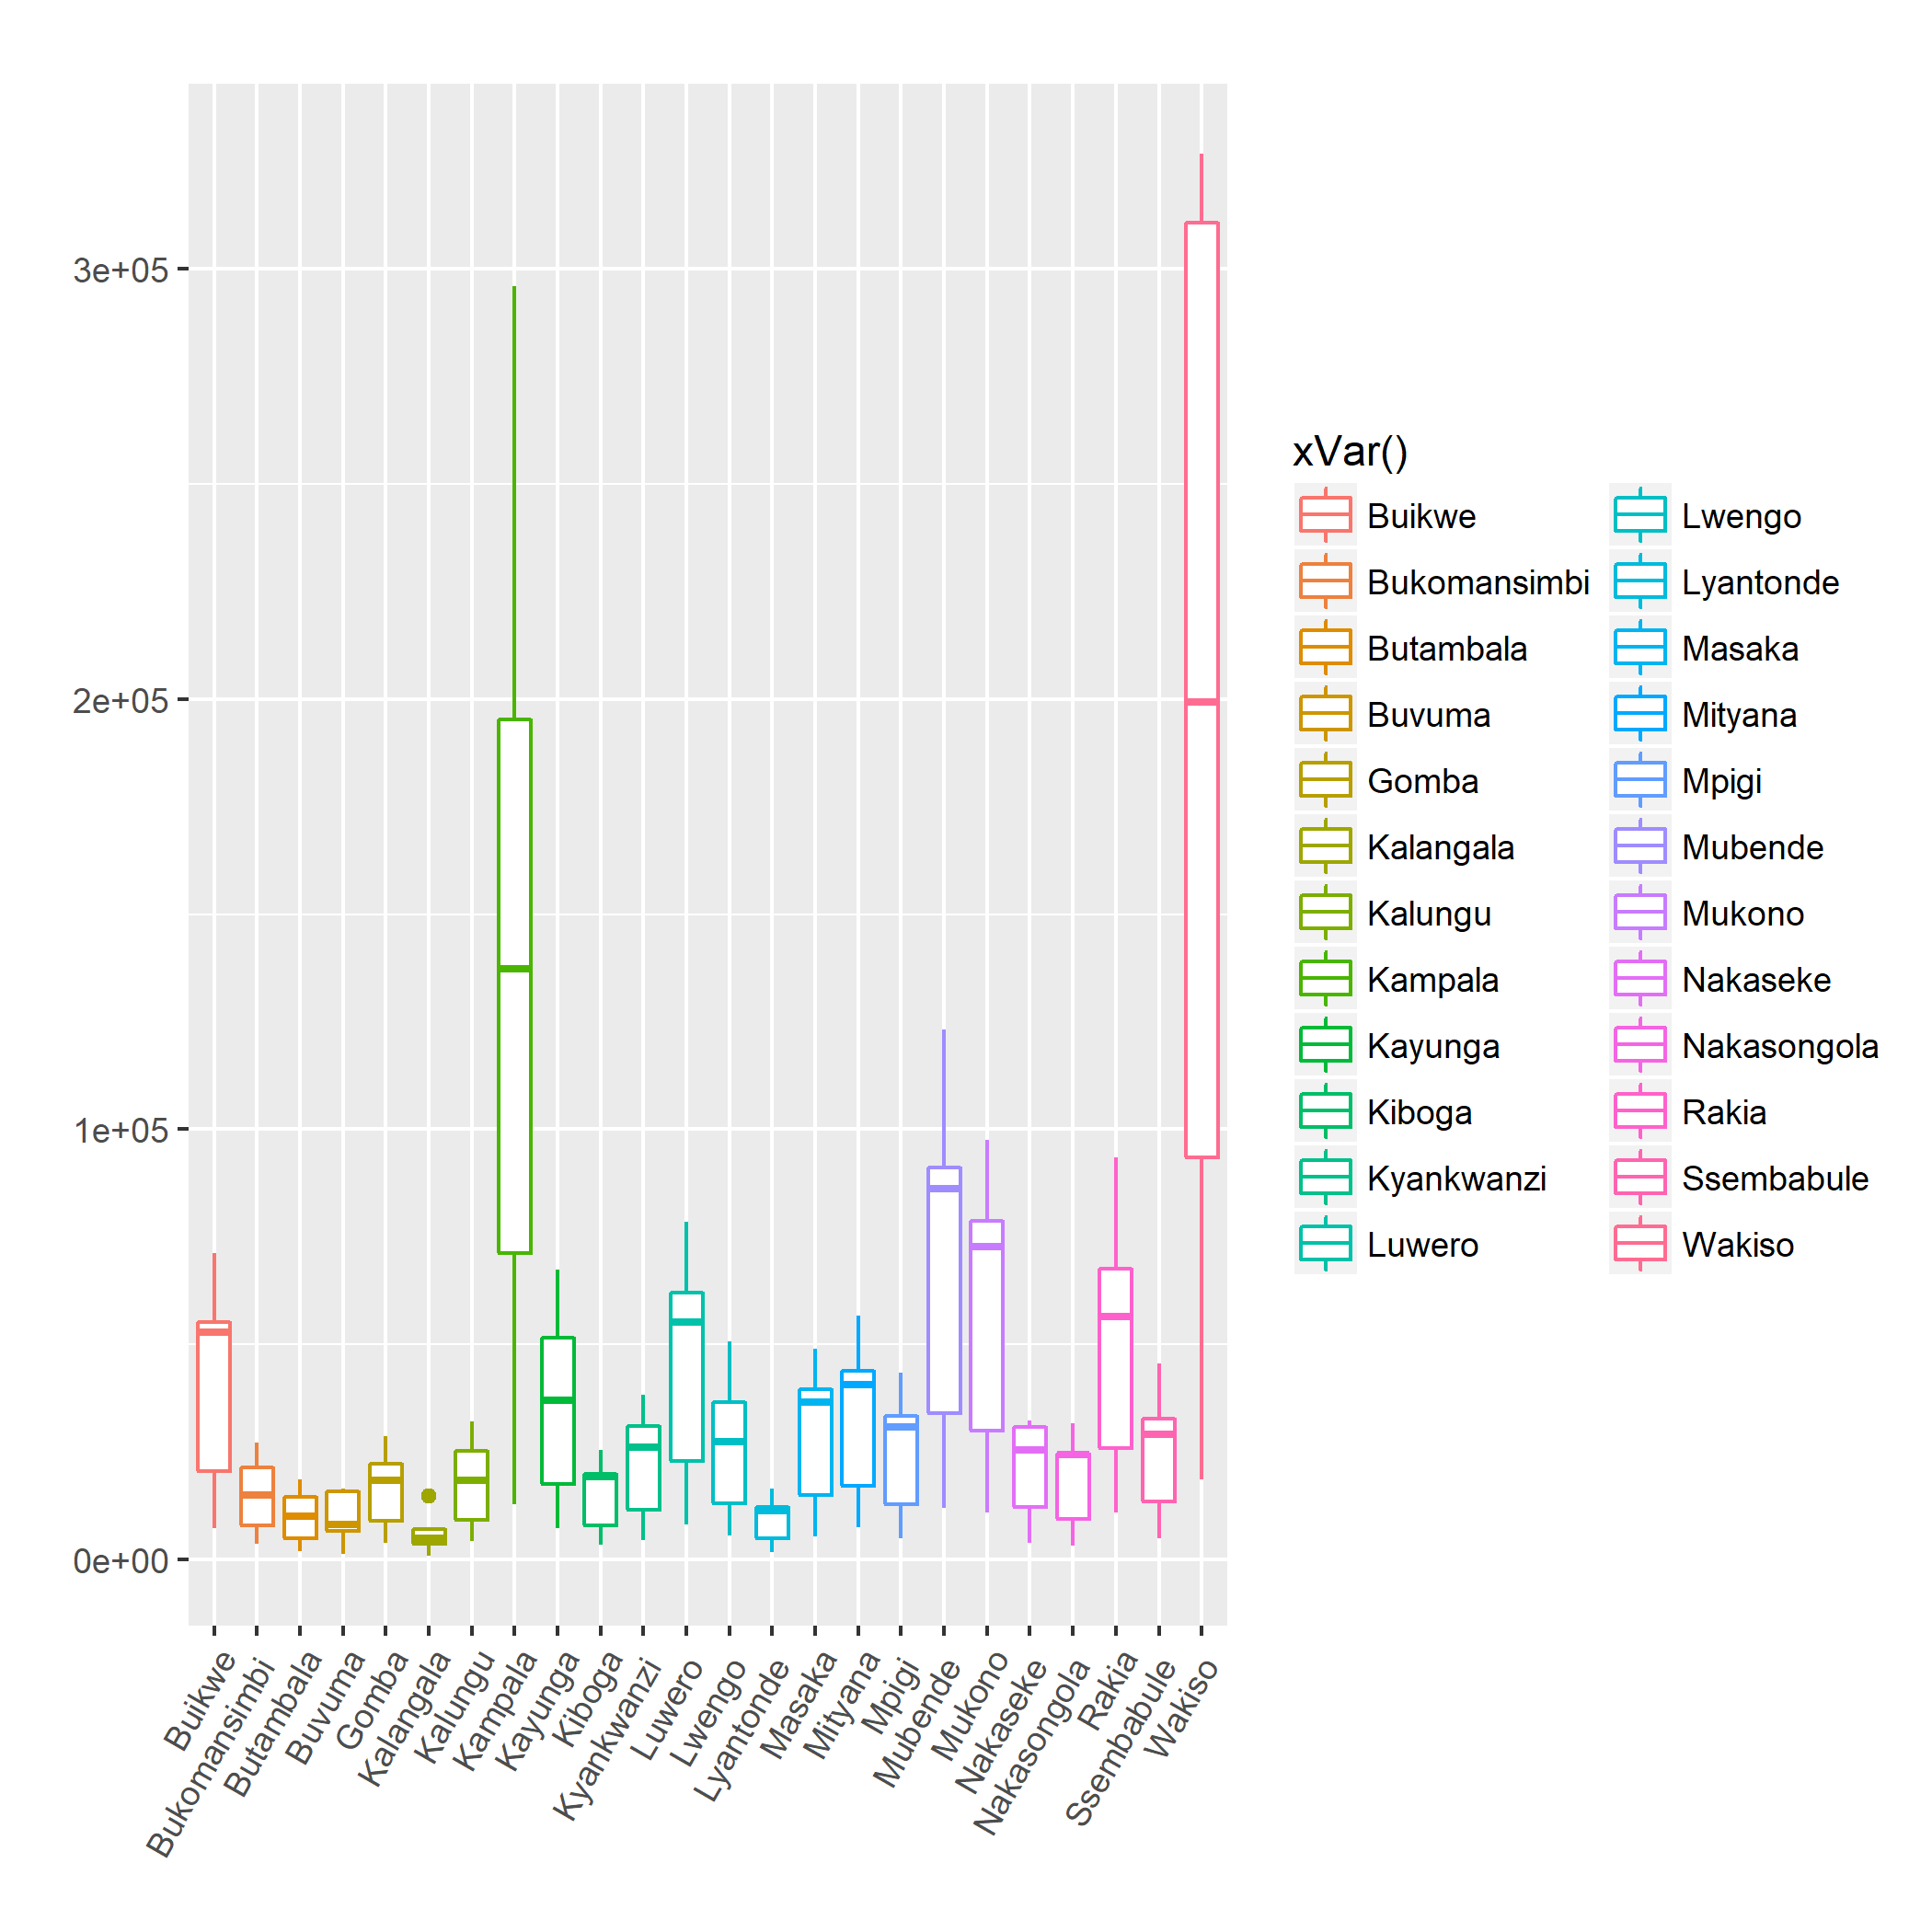 3e+05
2e+05
1e+05
0e+00
Buikwe
Bukomansimbi
Butambala
Buvuma
Gomba
Kalangala
Kalungu
Kampala
Kayunga
Kiboga
Kyankwanzi
Luwero
Lwengo
Lyantonde
Masaka
Mityana
Mpigi
Mubende
Mukono
Nakaseke
Nakasongola
Rakia
Ssembabule
Wakiso
xVar()
Buikwe
Bukomansimbi
Butambala
Buvuma
Gomba
Kalangala
Kalungu
Kampala
Kayunga
Kiboga
Kyankwanzi
Luwero
Lwengo
Lyantonde
Masaka
Mityana
Mpigi
Mubende
Mukono
Nakaseke
Nakasongola
Rakia
Ssembabule
Wakiso